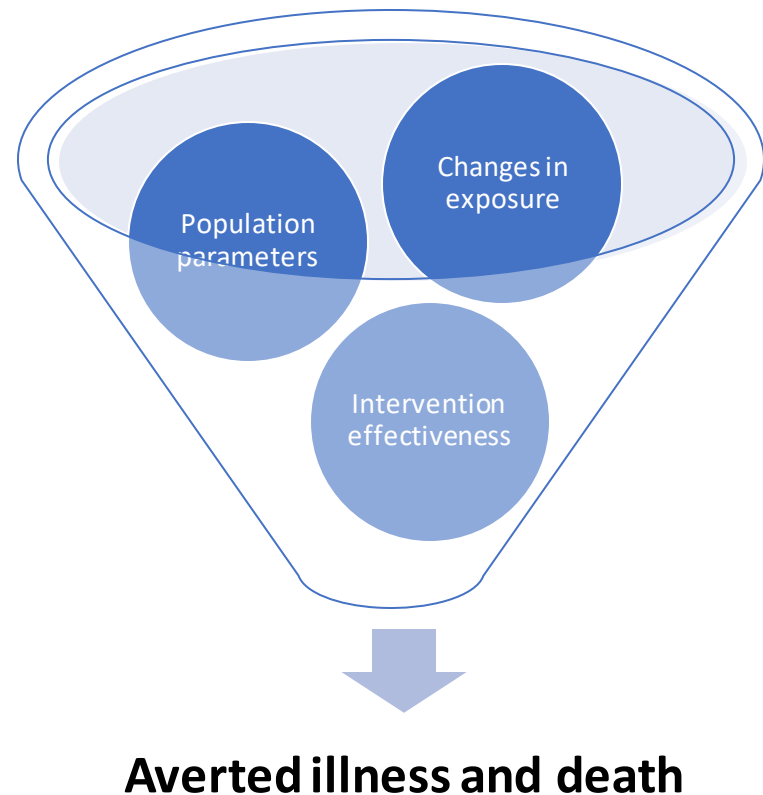 Changes in
exposure
Population
parameters
Intervention
effectiveness
Averted illness and death